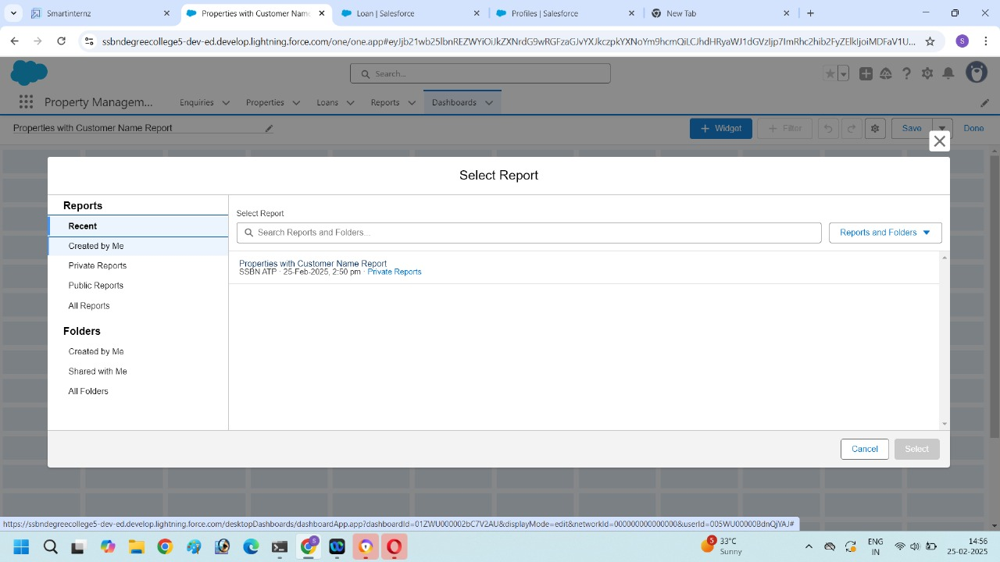 Smartinternz
Properties with Customer Name
Loan | Salesforce
Profiles | Salesforce
New Tab
ssbndegreecollege5-dev-ed.develop.lightning.force.com/one/one.app#
S
Search...
Property Managem...
Enquiries
Properties
Loans
Reports
Dashboards
Properties with Customer Name Report
Widget
Filter
Save
Done
Select Report
Reports
Recent
Created by Me
Private Reports
Public Reports
All Reports
Folders
Created by Me
Shared with Me
All Folders
Select Report
Search Reports and Folders...
Reports and Folders
Properties with Customer Name Report
SSBN ATP · 25-Feb-2025, 2:50 pm · Private Reports
Cancel
Select
https://ssbndegreecollege5-dev-ed.develop.lightning.force.com/desktopDashboards/dashboardApp.app?dashboardId=01ZWU000002bC7V2AU&displayMode=edit&networkId=000000000000000&userId=005WU00000BdnQjYAJ#
5
33°C
Sunny
ENG
IN
14:56
25-02-2025